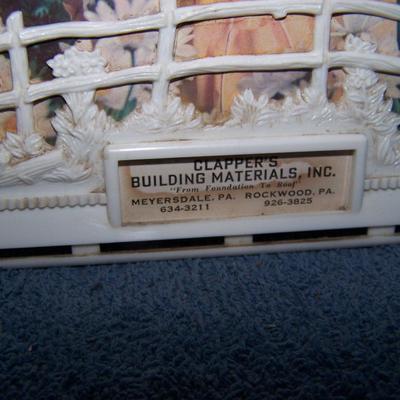 CLAPPER'S
BUILDING MATERIALS, INC.
"From Foundation To Roof"
MEYERSDALE, PA. ROCKWOOD, PA.
634-3211 926-3825